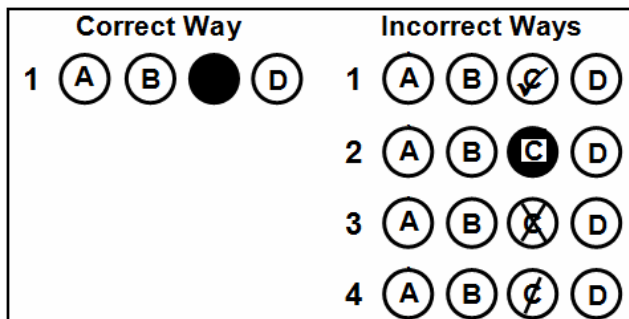 Correct Way Incorrect Ways
1 A B D 1 A B C D
2 A B C D
3 A B C D
4 A B C D